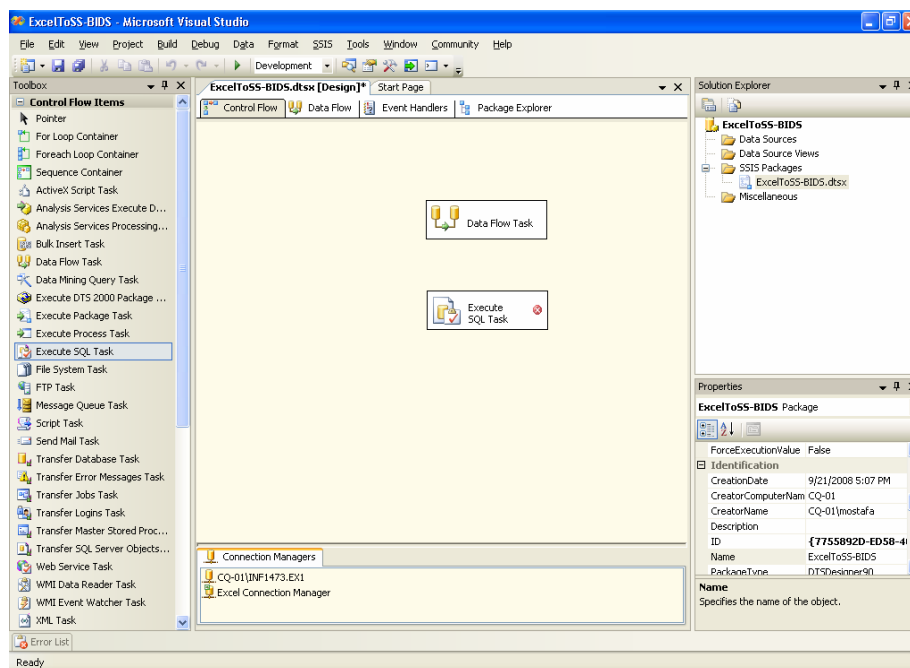 ExcelToSS-BIDS - Microsoft Visual Studio
File Edit View Project Build Debug Data Format SSIS Tools Window Community Help
Development
Toolbox
Control Flow Items
Pointer
For Loop Container
Foreach Loop Container
Sequence Container
ActiveX Script Task
Analysis Services Execute D...
Analysis Services Processing...
Bulk Insert Task
Data Flow Task
Data Mining Query Task
Execute DTS 2000 Package ...
Execute Package Task
Execute Process Task
Execute SQL Task
File System Task
FTP Task
Message Queue Task
Script Task
Send Mail Task
Transfer Database Task
Transfer Error Messages Task
Transfer Jobs Task
Transfer Logins Task
Transfer Master Stored Proc...
Transfer SQL Server Objects...
Web Service Task
WMI Data Reader Task
WMI Event Watcher Task
XML Task
ExcelToSS-BIDS.dtsx [Design]* Start Page
Control Flow Data Flow Event Handlers Package Explorer
Data Flow Task
Execute
SQL Task
Connection Managers
CQ-01\INF1473.EX1
Excel Connection Manager
Solution Explorer
ExcelToSS-BIDS
Data Sources
Data Source Views
SSIS Packages
ExcelToSS-BIDS.dtsx
Miscellaneous
Properties
ExcelToSS-BIDS Package
ForceExecutionValue False
Identification
CreationDate 9/21/2008 5:07 PM
CreatorComputerNam CQ-01
CreatorName CQ-01\mostafa
Description
ID {7755892D-ED58-4
Name ExcelToSS-BIDS
PackageType DTSDesigner90
Name
Specifies the name of the object.
Error List
Ready